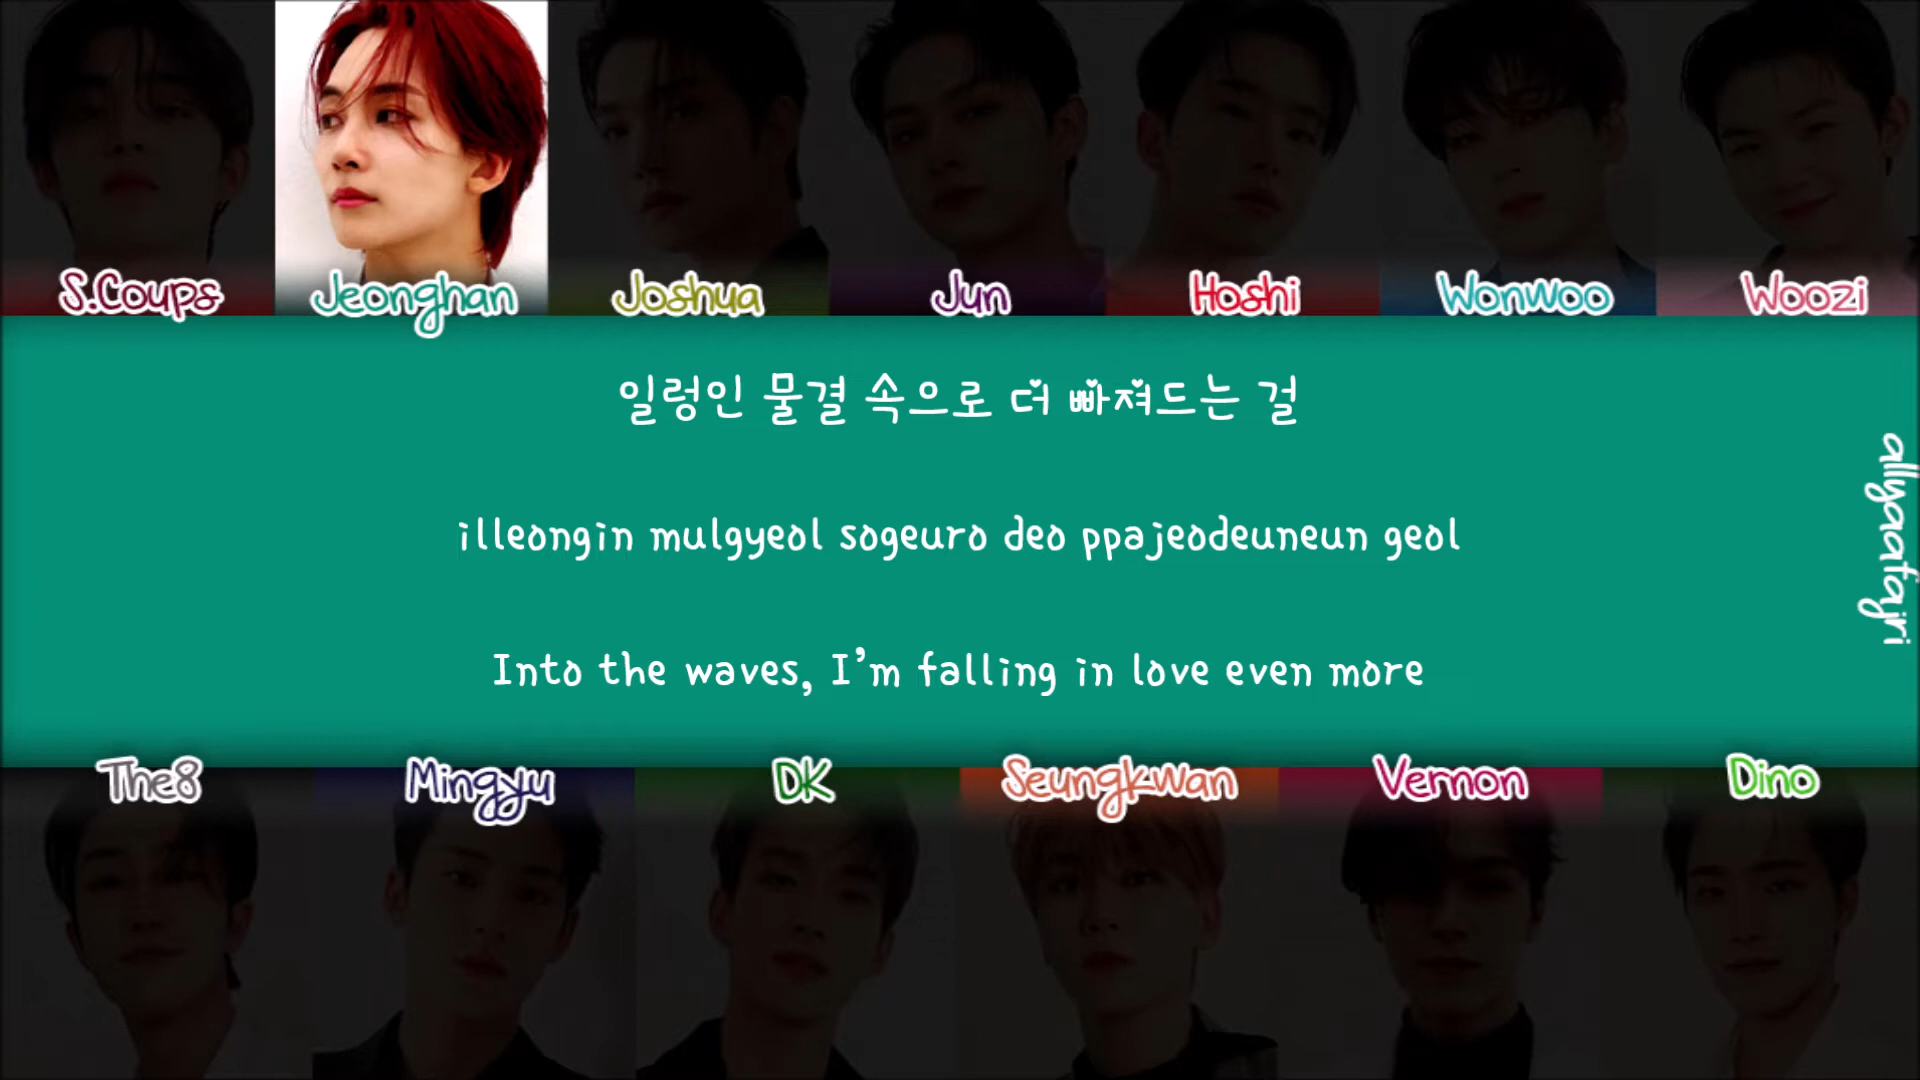 S.Coups Jeonghan Joshua Jun Hoshi Wonwoo Woozi
일렁인 물결 속으로 더 빠져드는 걸
illeongin mulgyeol sogeuro deo ppajeodeuneun geol
Into the waves, I'm falling in love even more
allyaafajri
The8 Mingyu DK Seungkwan Vernon Dino